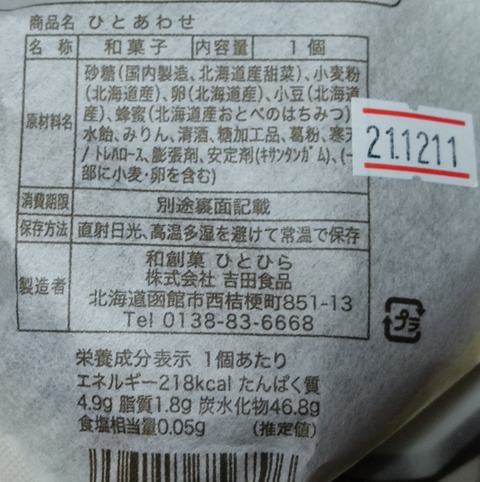 商品名 ひとあわせ
名 称 和菓子 内容量 1 個
原材料名 砂糖(国内製造、北海道産甜菜)、小麦粉
(北海道産)、卵(北海道産)、小豆(北海道
産)、蜂蜜(北海道産おとべのはちみつ)
水飴、みりん、清酒、糖加工品、葛粉、寒天
/トレハロース、膨張剤、安定剤(キサンタンガム)、(一
部に小麦・卵を含む)
211211
消費期限 別途裏面記載
保存方法 直射日光、高温多湿を避けて常温で保存
製造者 和創菓 ひとひら
株式会社 吉田食品
北海道函館市西桔梗町851-13
Tel 0138-83-6668
プラ
栄養成分表示 1個あたり
エネルギー218kcal たんぱく質
4.9g 脂質1.8g 炭水化物46.8g
食塩相当量0.05g (推定値)